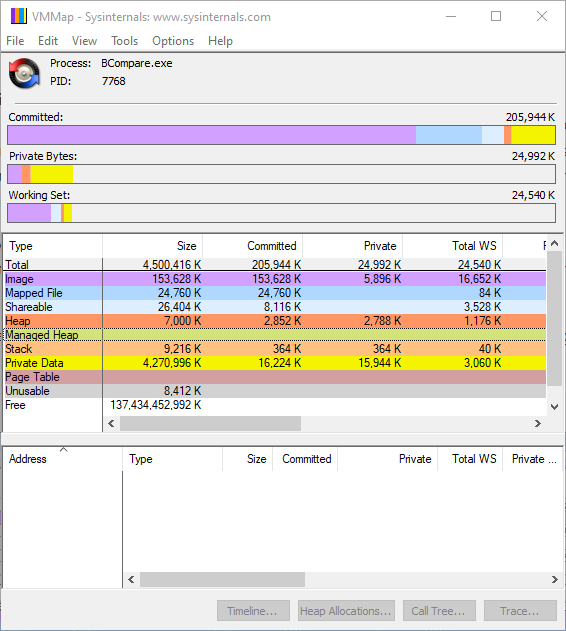 VMMap - Sysinternals: www.sysinternals.com
File Edit View Tools Options Help
Process: BCompare.exe
PID: 7768
Committed: 205,944 K
Private Bytes: 24,992 K
Working Set: 24,540 K
Type Size Committed Private Total WS
Total 4,500,416 K 205,944 K 24,992 K 24,540 K
Image 153,628 K 153,628 K 5,896 K 16,652 K
Mapped File 24,760 K 24,760 K 84 K
Shareable 26,404 K 8,116 K 3,528 K
Heap 7,000 K 2,852 K 2,788 K 1,176 K
Managed Heap
Stack 9,216 K 364 K 364 K 40 K
Private Data 4,270,996 K 16,224 K 15,944 K 3,060 K
Page Table
Unusable 8,412 K
Free 137,434,452,992 K
Address Type Size Committed Private Total WS Private ...
Timeline... Heap Allocations... Call Tree... Trace...